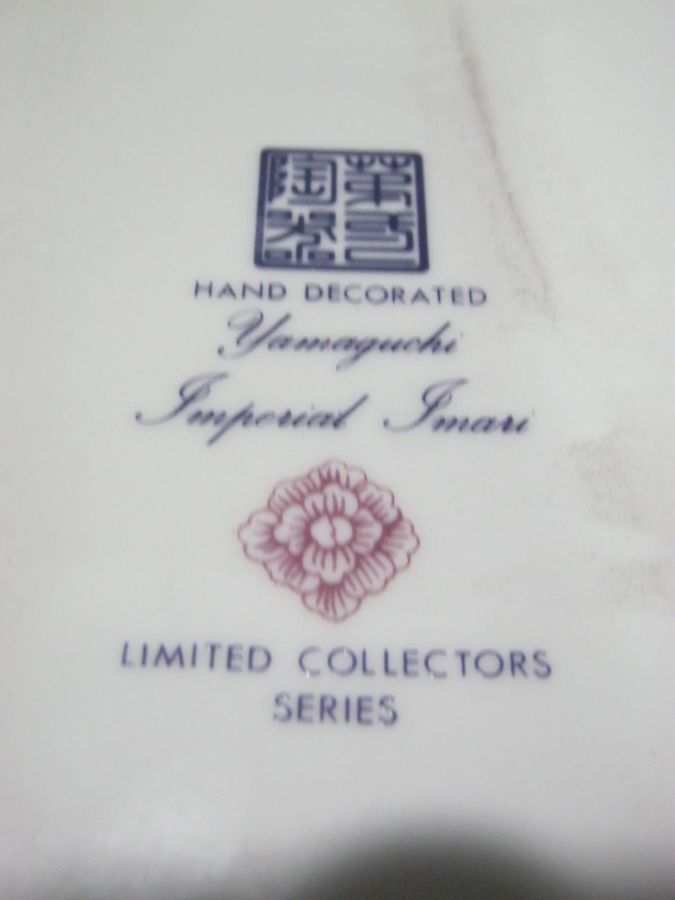 HAND DECORATED
Yamaguchi
Imperial Imari
LIMITED COLLECTORS
SERIES